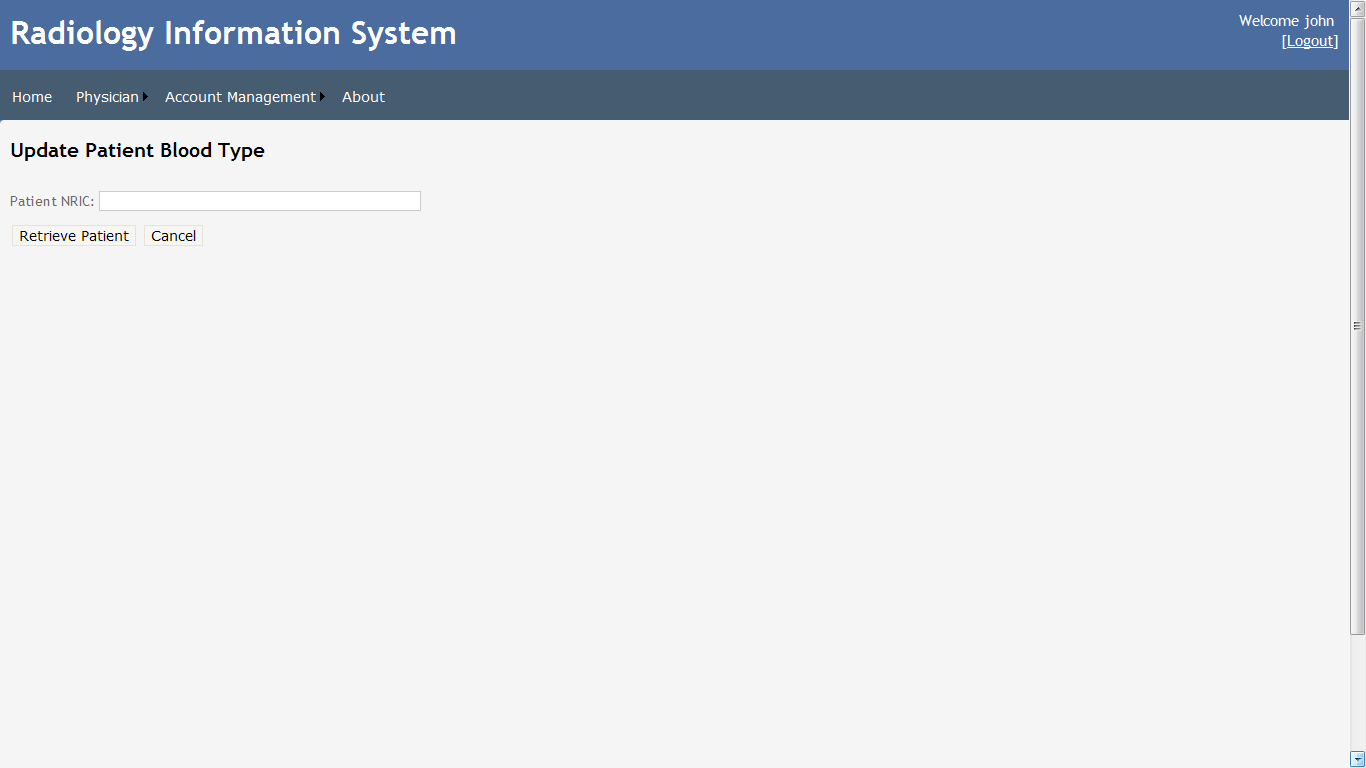 Radiology Information System
Welcome john
[Logout]
Home Physician Account Management About
Update Patient Blood Type
Patient NRIC:
Retrieve Patient Cancel